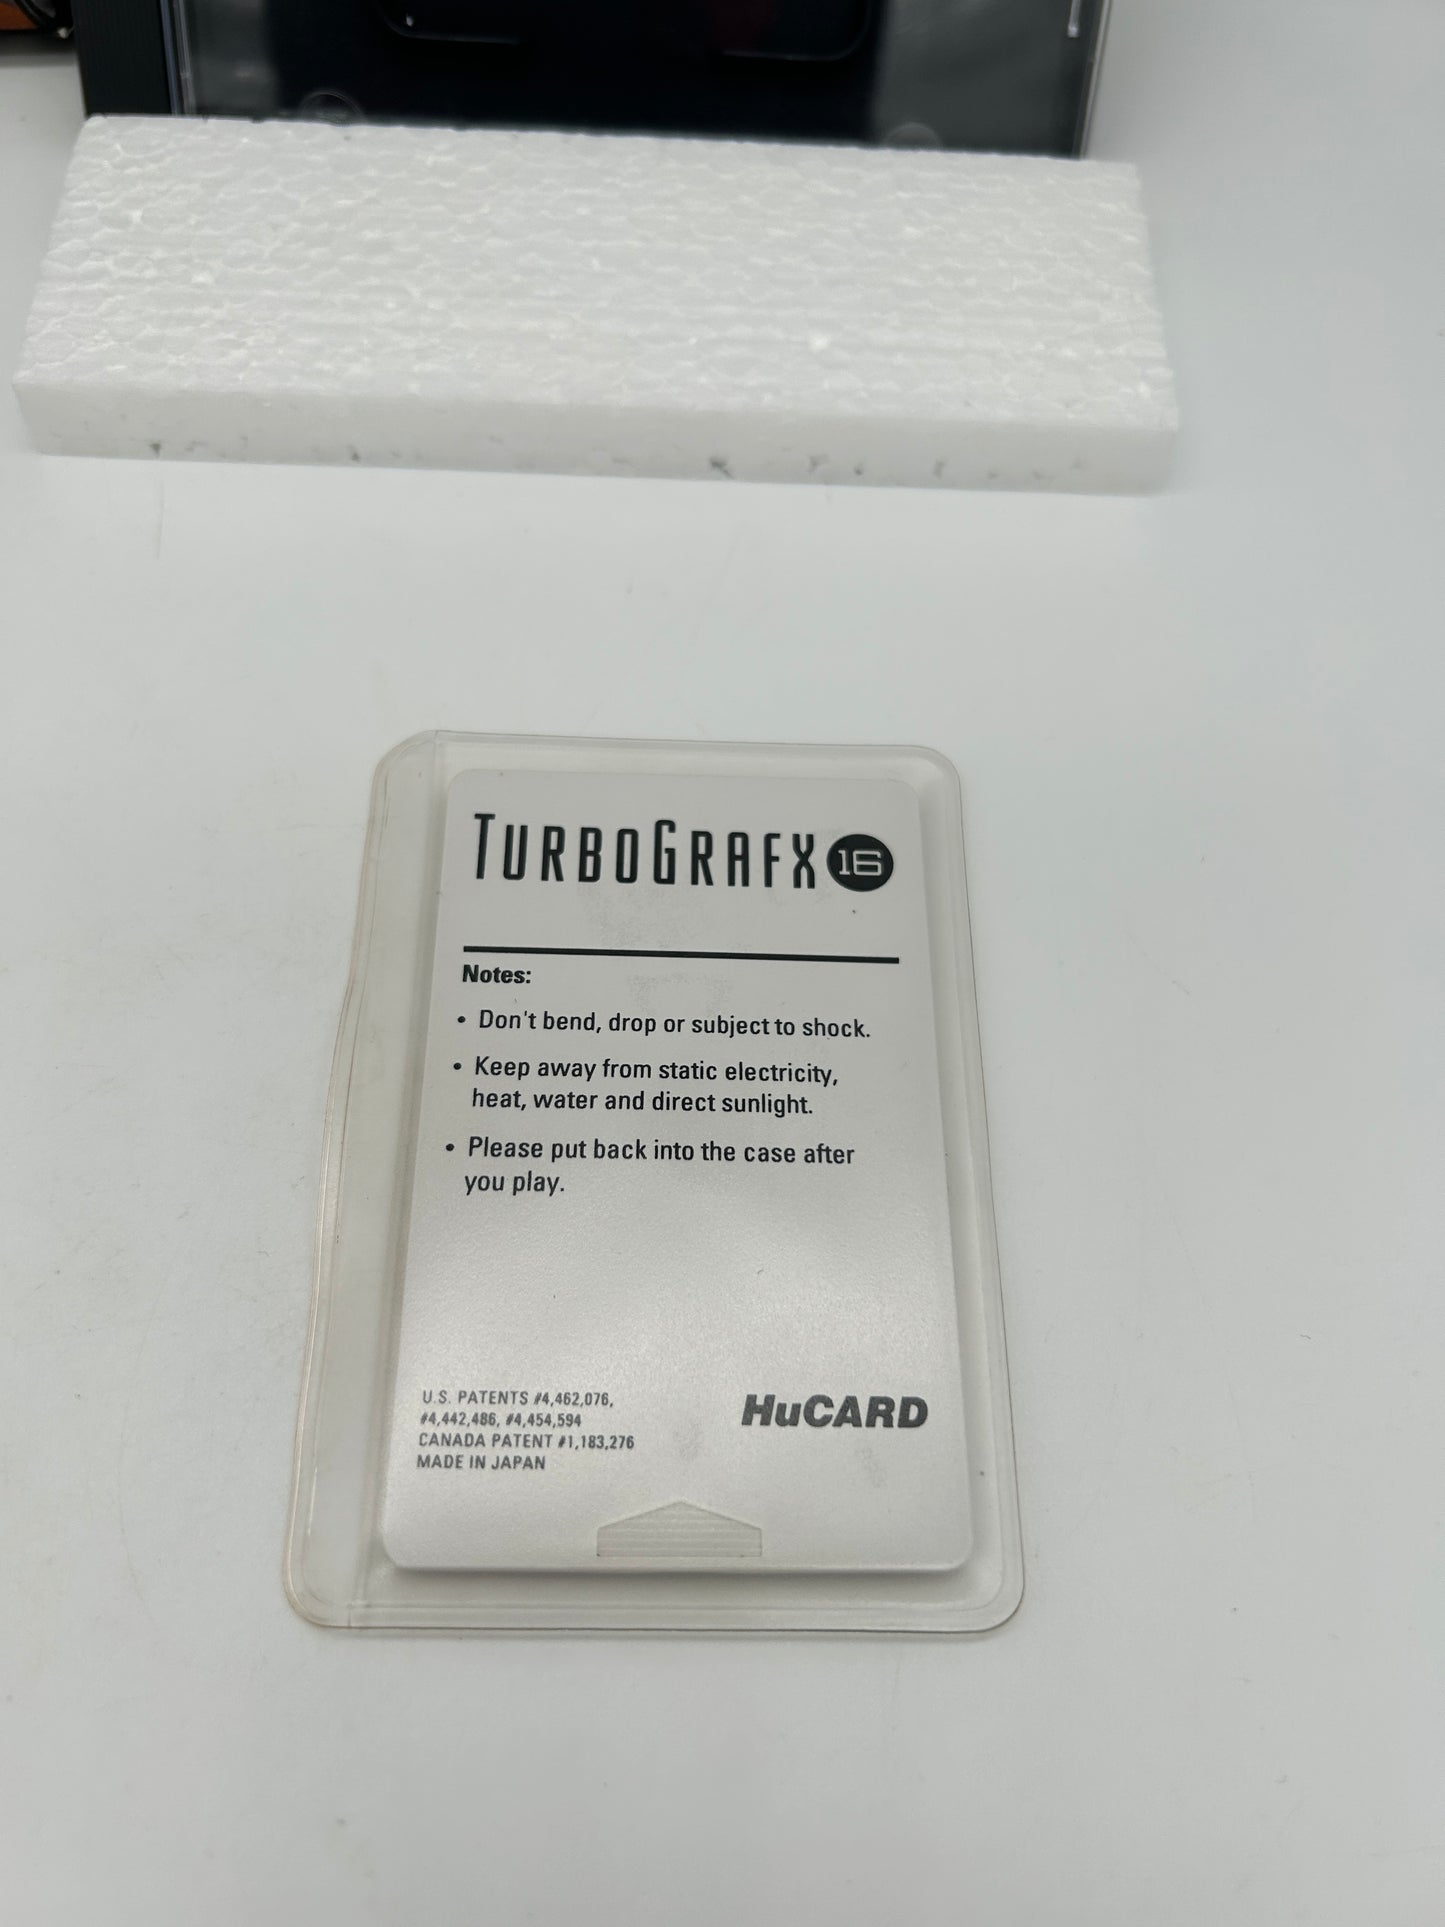 TURBOGRAFX 16
Notes:
• Don't bend, drop or subject to shock.
• Keep away from static electricity,
heat, water and direct sunlight.
• Please put back into the case after
you play.
U.S. PATENTS #4,462,076,
#4,442,486, #4,454,594
CANADA PATENT #1,183,276
MADE IN JAPAN
HuCARD